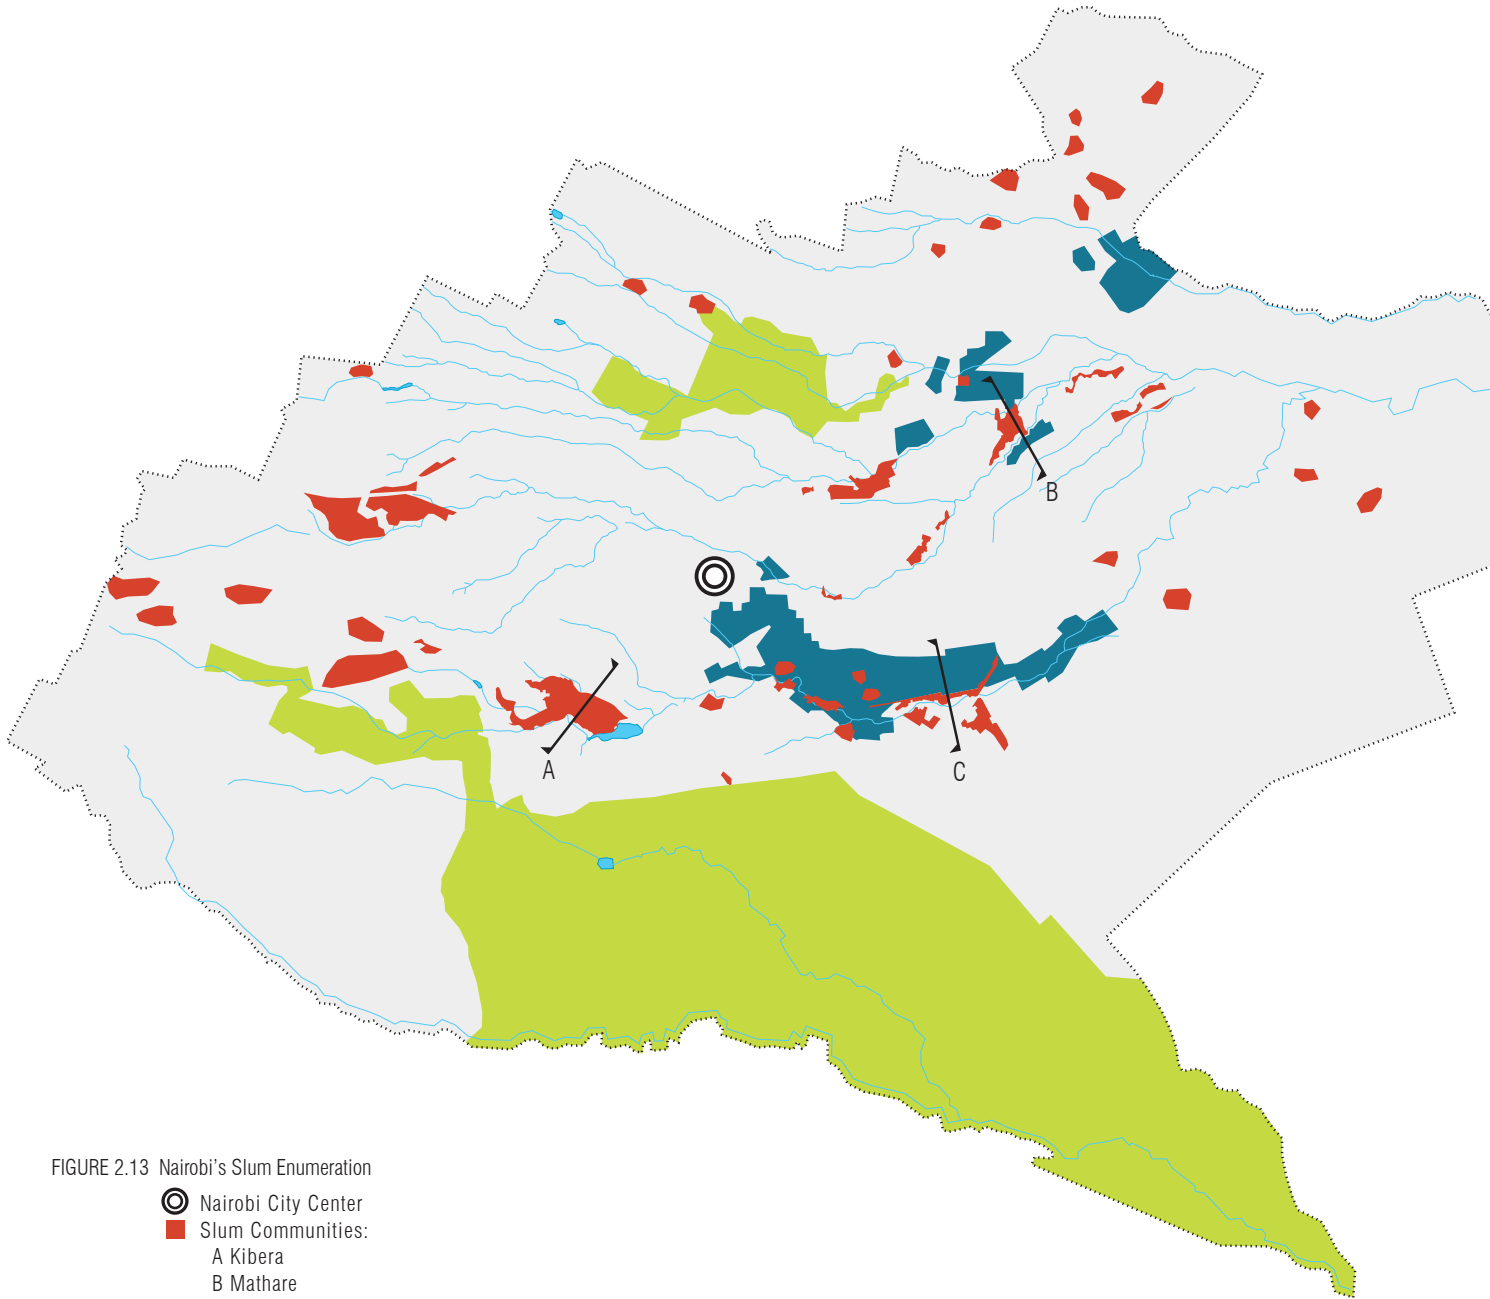 B
A
C
FIGURE 2.13 Nairobi’s Slum Enumeration
Nairobi City Center
Slum Communities:
A Kibera
B Mathare